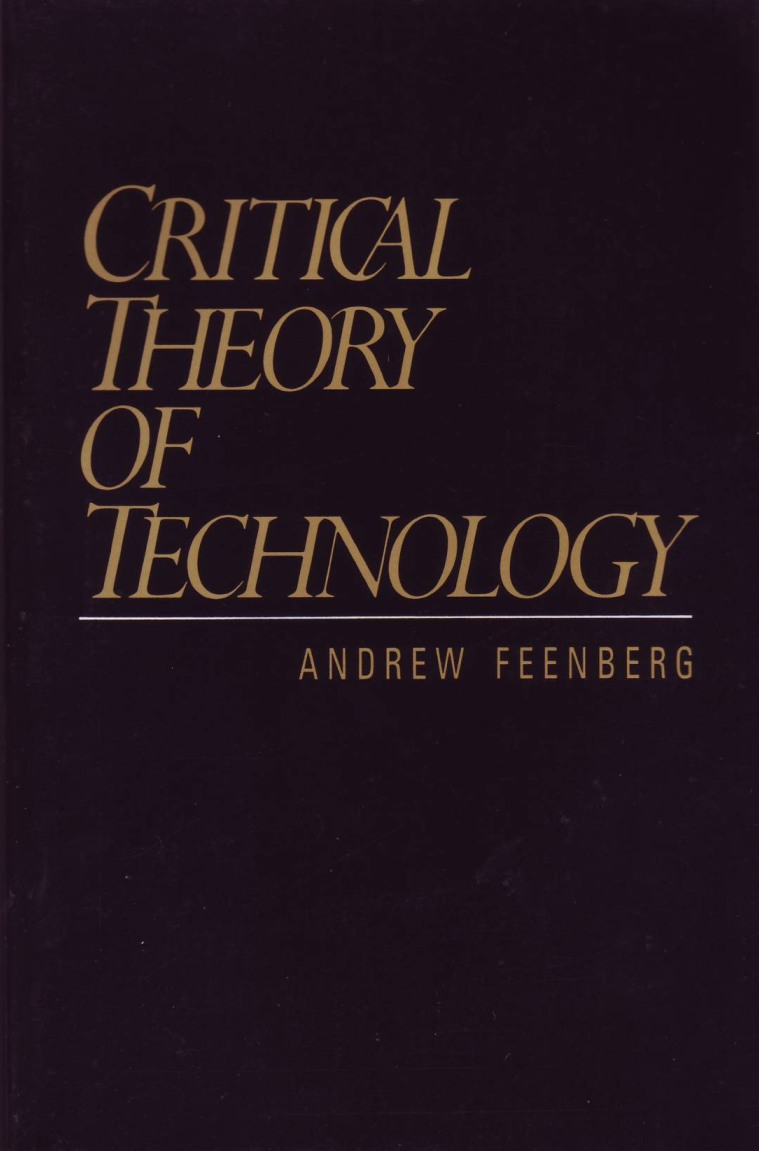 CRITICAL
THEORY
OF
TECHNOLOGY
ANDREW FEENBERG